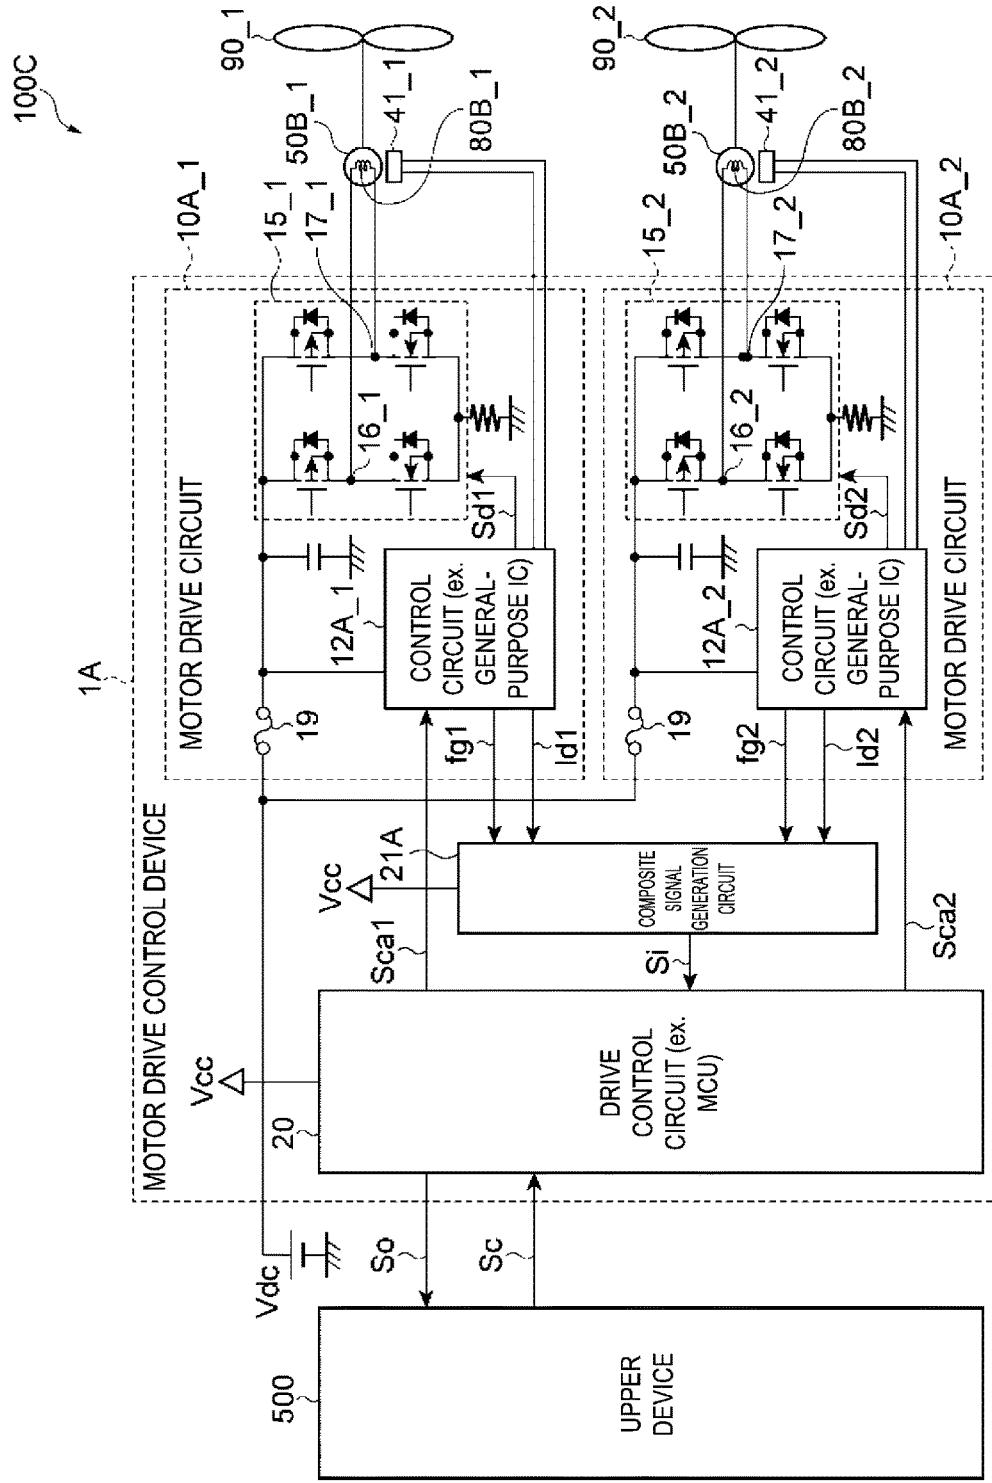 100C
1A
MOTOR DRIVE CONTROL DEVICE
10A_1
MOTOR DRIVE CIRCUIT
15_1
17_1
16_1
50B_1
90_1
41_1
80B_1
19
12A_1
CONTROL
CIRCUIT (ex.
GENERAL-
PURPOSE IC)
Sd1
fg1
ld1
Sca1
Vcc
21A
COMPOSITE
SIGNAL
GENERATION
CIRCUIT
Si
Vcc
20
DRIVE
CONTROL
CIRCUIT (ex.
MCU)
Vdc
So
Sc
500
UPPER
DEVICE
15_2
17_2
16_2
50B_2
90_2
41_2
80B_2
10A_2
19
12A_2
CONTROL
CIRCUIT (ex.
GENERAL-
PURPOSE IC)
Sd2
fg2
ld2
Sca2
MOTOR DRIVE CIRCUIT